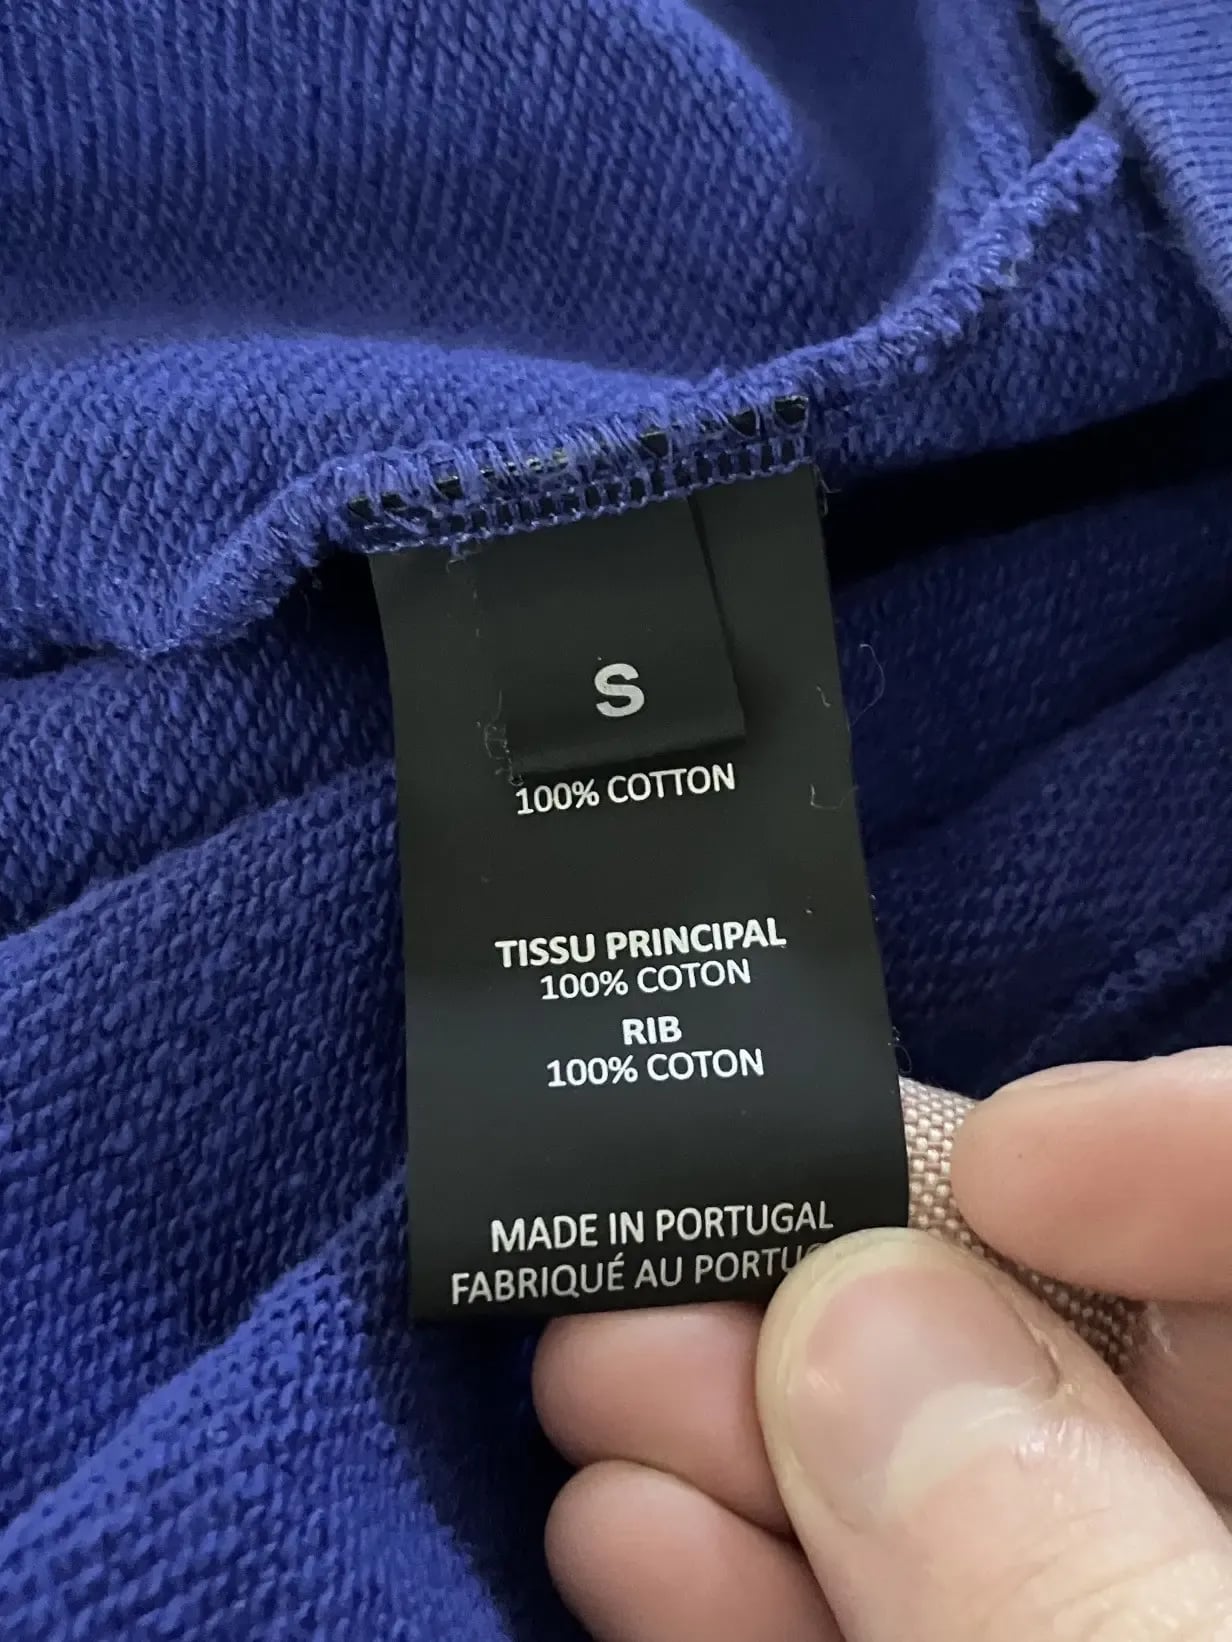 S
100% COTTON
TISSU PRINCIPAL
100% COTON
RIB
100% COTON
MADE IN PORTUGAL
FABRIQUÉ AU